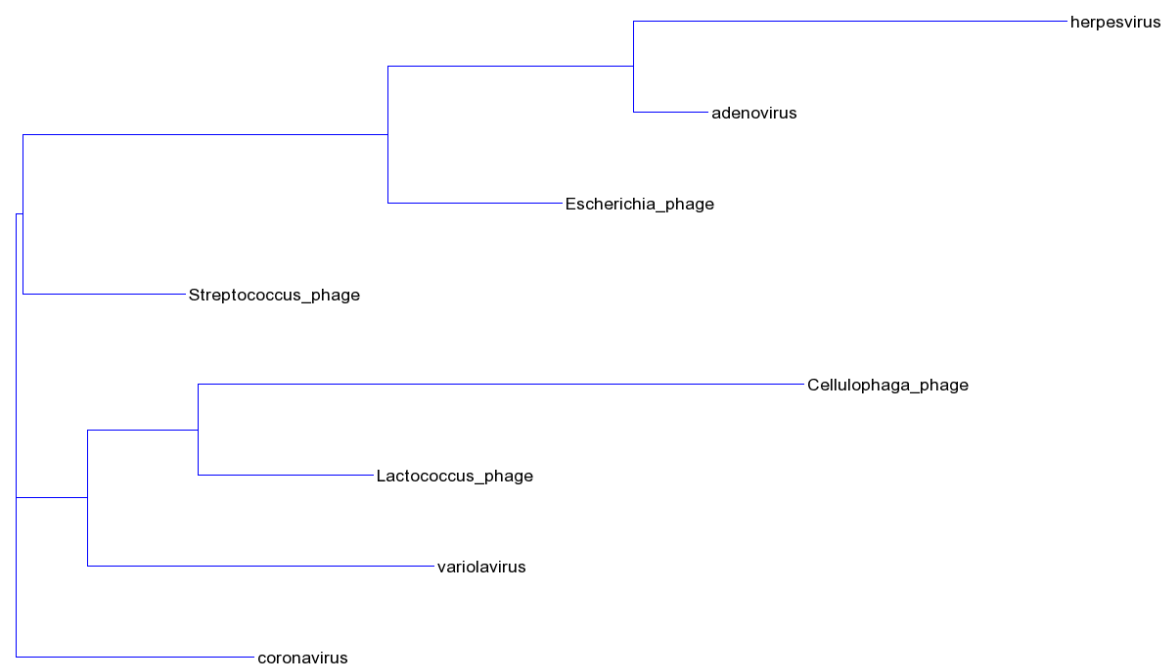 herpesvirus
adenovirus
Escherichia_phage
Streptococcus_phage
Cellulophaga_phage
Lactococcus_phage
variolavirus
coronavirus